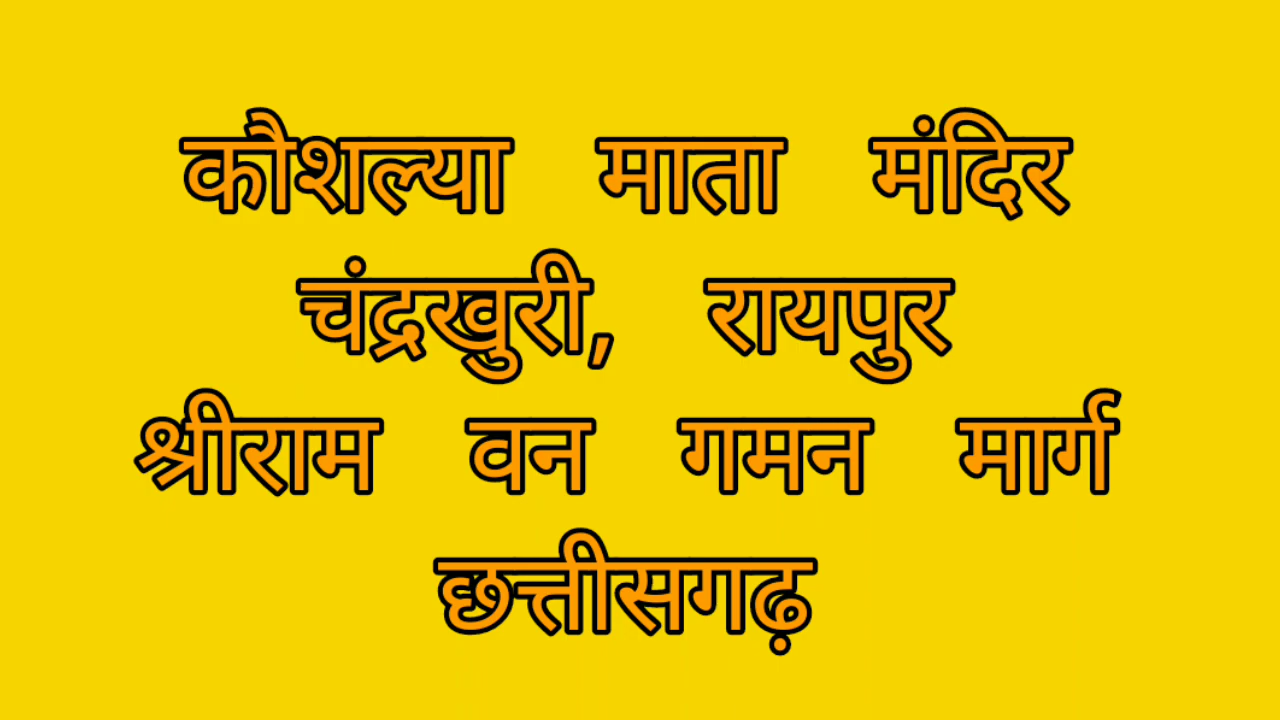 कौशल्या माता मंदिर
चंद्रखुरी, रायपुर
श्रीराम वन गमन मार्ग
छत्तीसगढ़